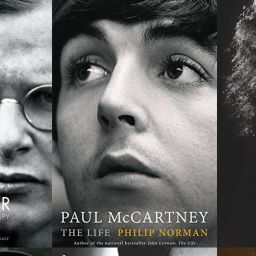 R
PAUL McCARTNEY
THE LIFE PHILIP NORMAN
Author of the national bestseller John Lennon: The Life